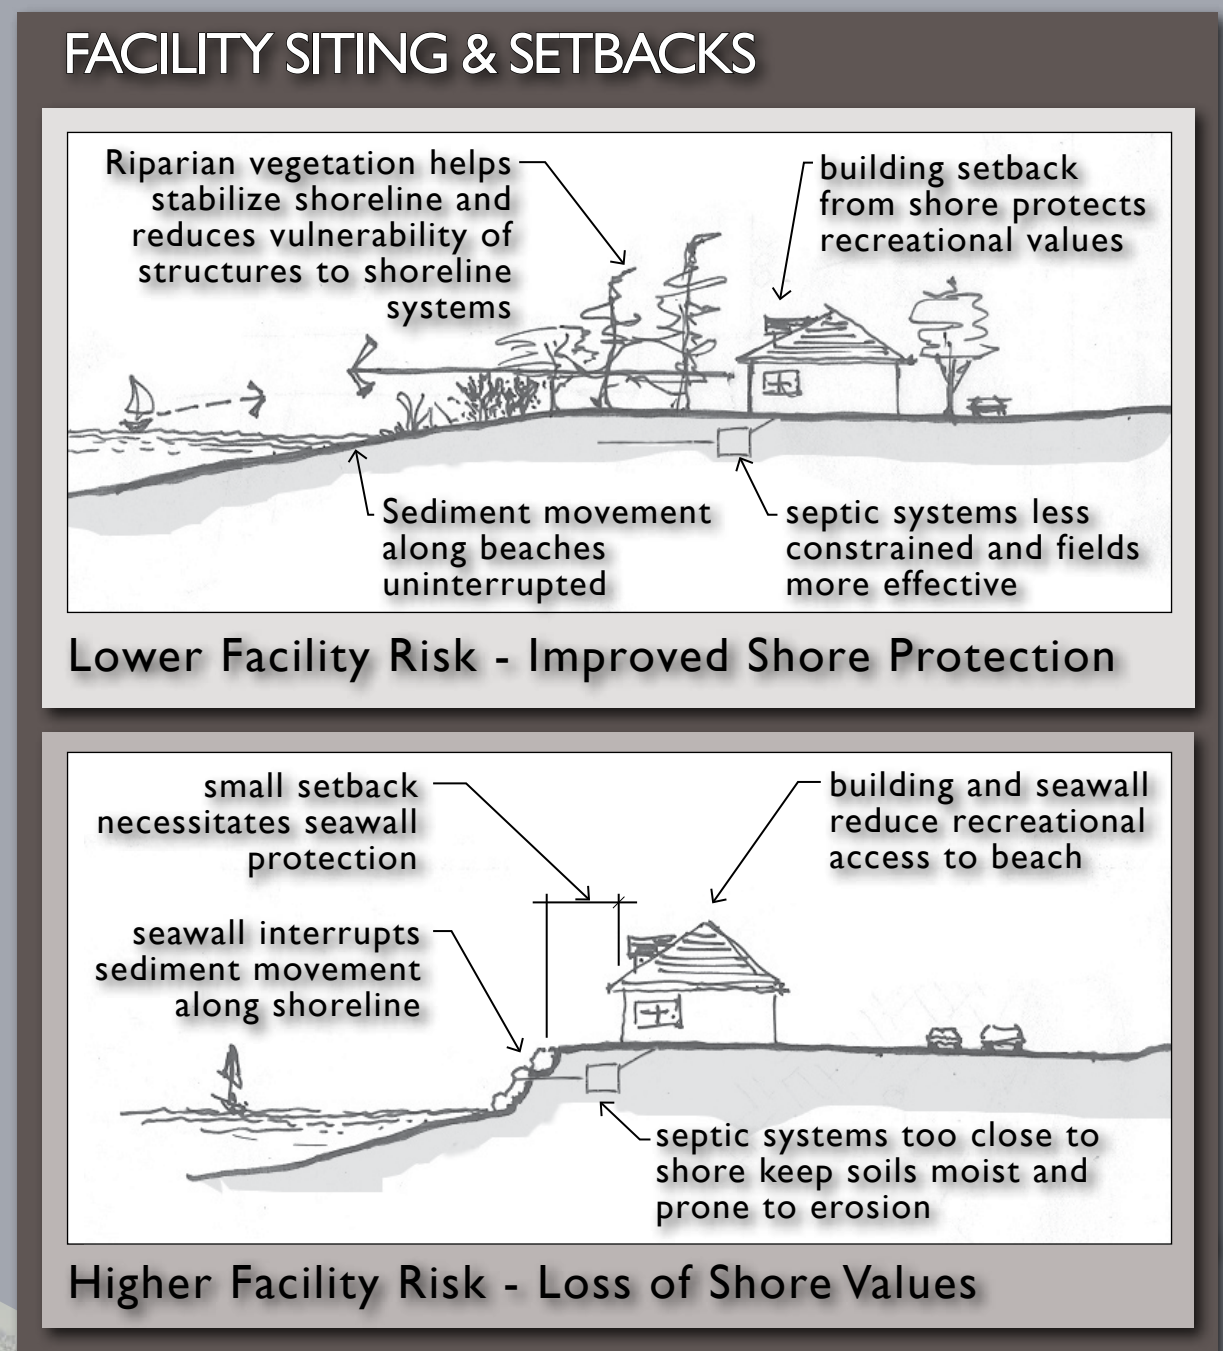 FACILITY SITING & SETBACKS
Riparian vegetation helps
stabilize shoreline and
reduces vulnerability of
structures to shoreline
systems
building setback
from shore protects
recreational values
Sediment movement
along beaches
uninterrupted
septic systems less
constrained and fields
more effective
Lower Facility Risk - Improved Shore Protection
small setback
necessitates seawall
protection
building and seawall
reduce recreational
access to beach
seawall interrupts
sediment movement
along shoreline
septic systems too close to
shore keep soils moist and
prone to erosion
Higher Facility Risk - Loss of Shore Values